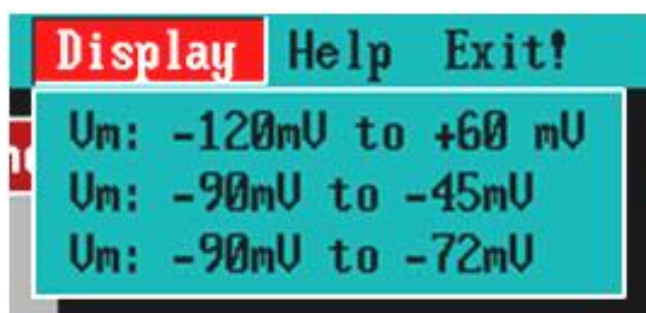 Display Help Exit!
Vm: -120mV to +60 mV
Vm: -90mV to -45mV
Vm: -90mV to -72mV